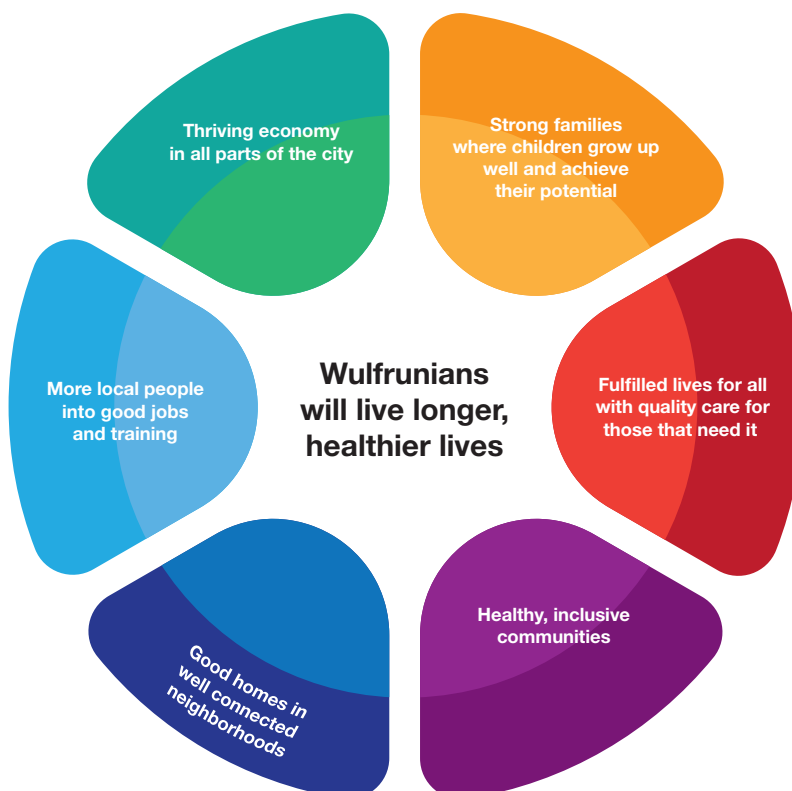 Thriving economy
in all parts of the city
Strong families
where children grow up
well and achieve
their potential
More local people
into good jobs
and training
Wulfrunians
will live longer,
healthier lives
Fulfilled lives for all
with quality care for
those that need it
Good homes in
well connected
neighborhoods
Healthy, inclusive
communities